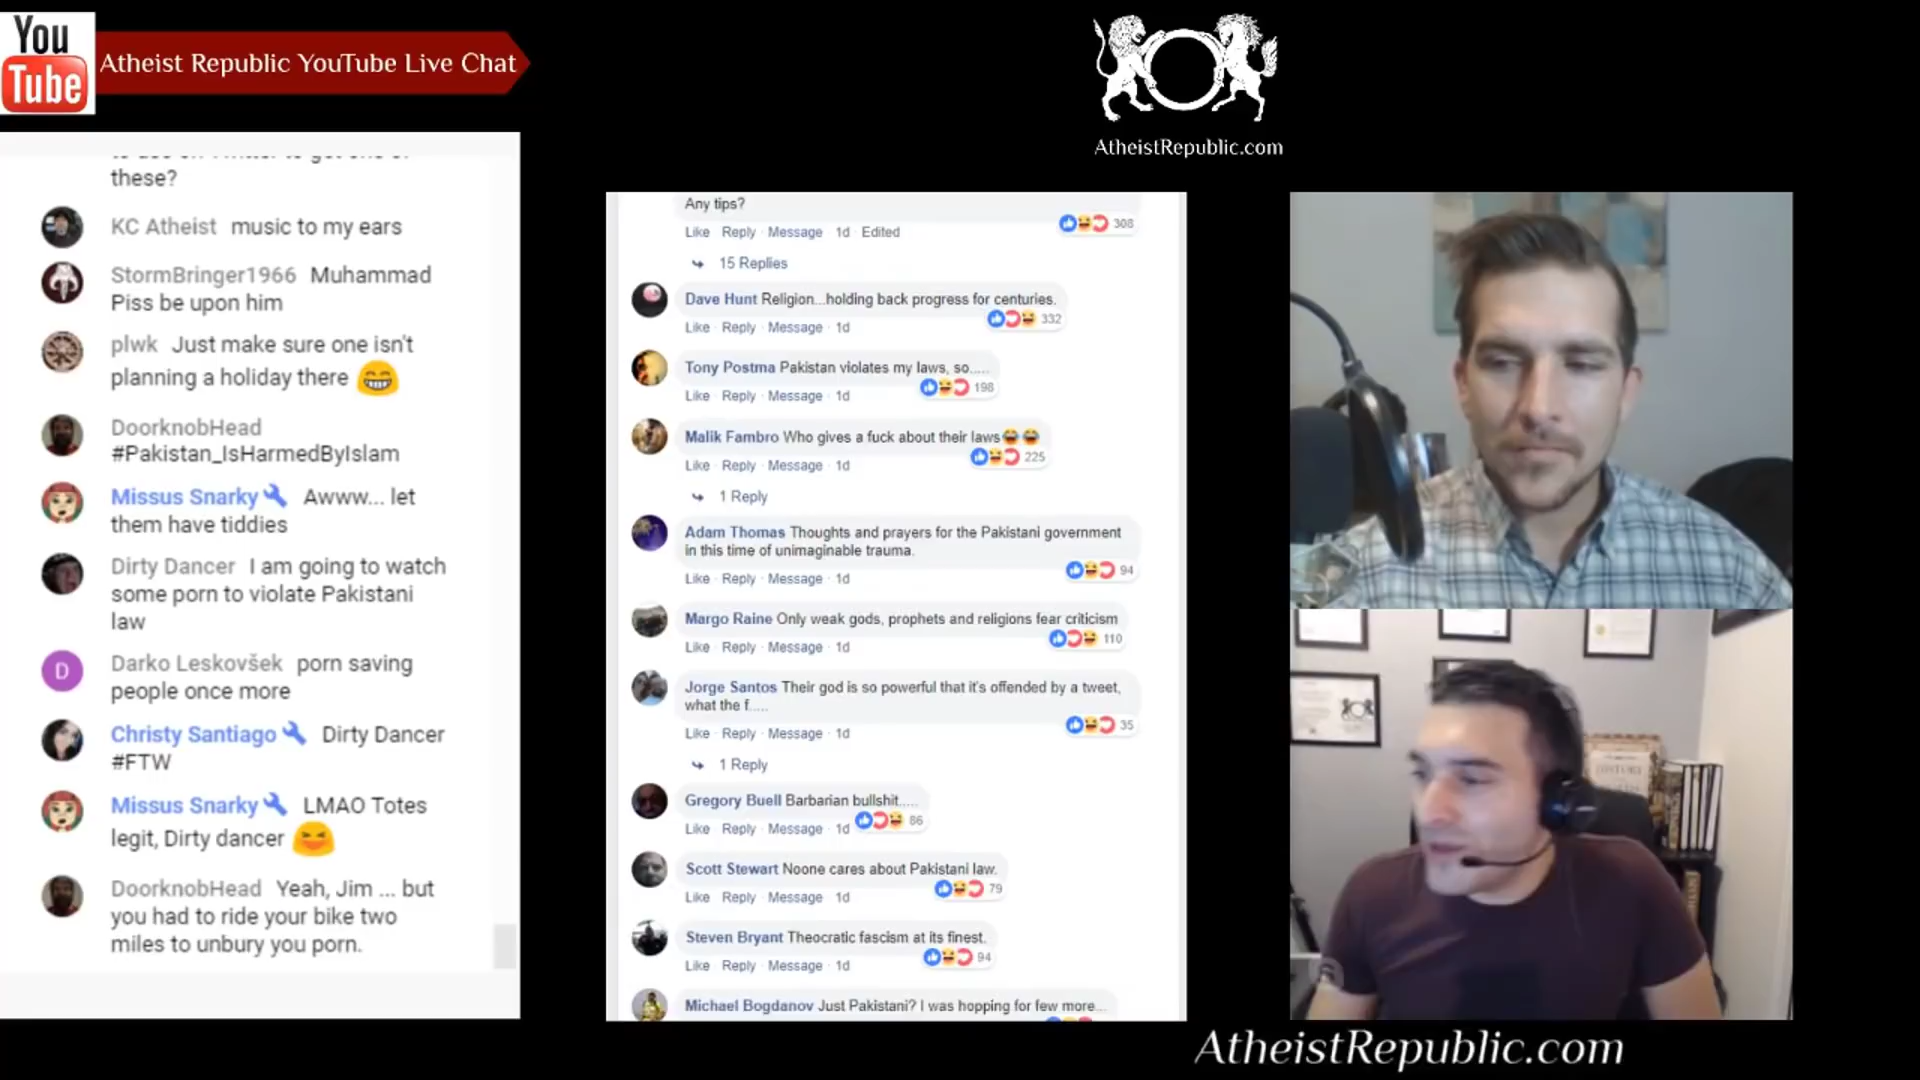 You
Tube
Atheist Republic YouTube Live Chat
these?
KC Atheist music to my ears
StormBringer1966 Muhammad
Piss be upon him
plwk Just make sure one isn't
planning a holiday there
DoorknobHead
#Pakistan_IsHarmedByIslam
Missus Snarky Awww... let
them have tiddies
Dirty Dancer I am going to watch
some porn to violate Pakistani
law
D
Darko Leskovšek porn saving
people once more
Christy Santiago Dirty Dancer
#FTW
Missus Snarky LMAO Totes
legit, Dirty dancer
DoorknobHead Yeah, Jim ... but
you had to ride your bike two
miles to unbury you porn.
AtheistRepublic.com
Any tips?
308
Like · Reply · Message · 1d · Edited
15 Replies
Dave Hunt Religion...holding back progress for centuries.
332
Like · Reply · Message · 1d
Tony Postma Pakistan violates my laws, so.....
198
Like · Reply · Message · 1d
Malik Fambro Who gives a fuck about their laws
225
Like · Reply · Message · 1d
1 Reply
Adam Thomas Thoughts and prayers for the Pakistani government
in this time of unimaginable trauma.
94
Like · Reply · Message · 1d
Margo Raine Only weak gods, prophets and religions fear criticism
110
Like · Reply · Message · 1d
Jorge Santos Their god is so powerful that it's offended by a tweet,
what the f.....
35
Like · Reply · Message · 1d
1 Reply
Gregory Buell Barbarian bullshit.....
86
Like · Reply · Message · 1d
Scott Stewart Noone cares about Pakistani law.
79
Like · Reply · Message · 1d
Steven Bryant Theocratic fascism at its finest.
94
Like · Reply · Message · 1d
Michael Bogdanov Just Pakistani? I was hopping for few more...
AtheistRepublic.com